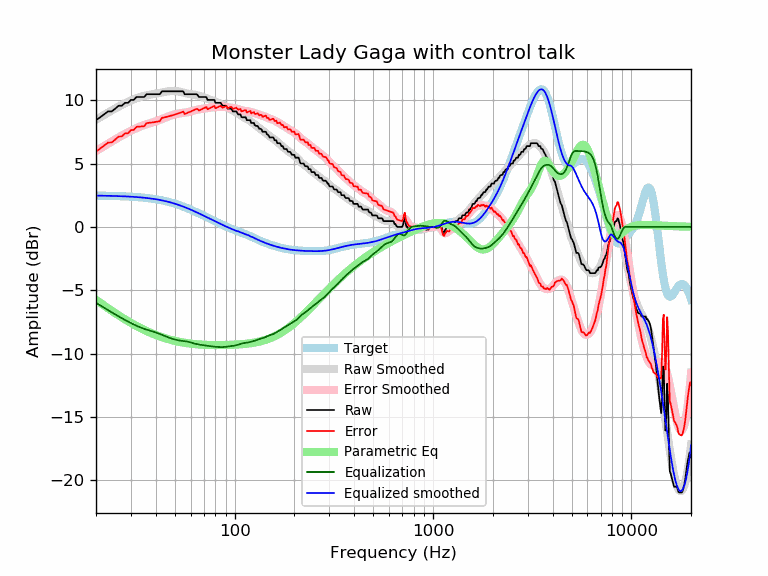 Monster Lady Gaga with control talk
Amplitude (dBr)
10
5
0
−5
−10
−15
−20
Target
Raw Smoothed
Error Smoothed
Raw
Error
Parametric Eq
Equalization
Equalized smoothed
100
1000
10000
Frequency (Hz)